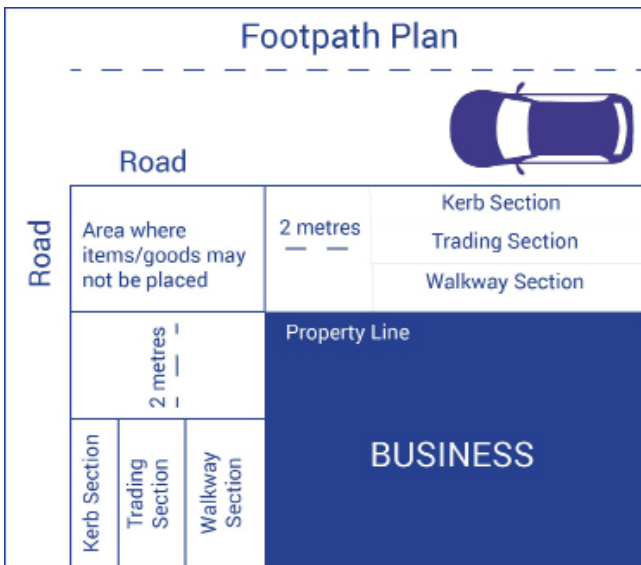 Footpath Plan
Road
Road
Area where
items/goods may
not be placed
2 metres
Kerb Section
Trading Section
Walkway Section
2 metres
Property Line
BUSINESS
Kerb Section
Trading
Section
Walkway
Section